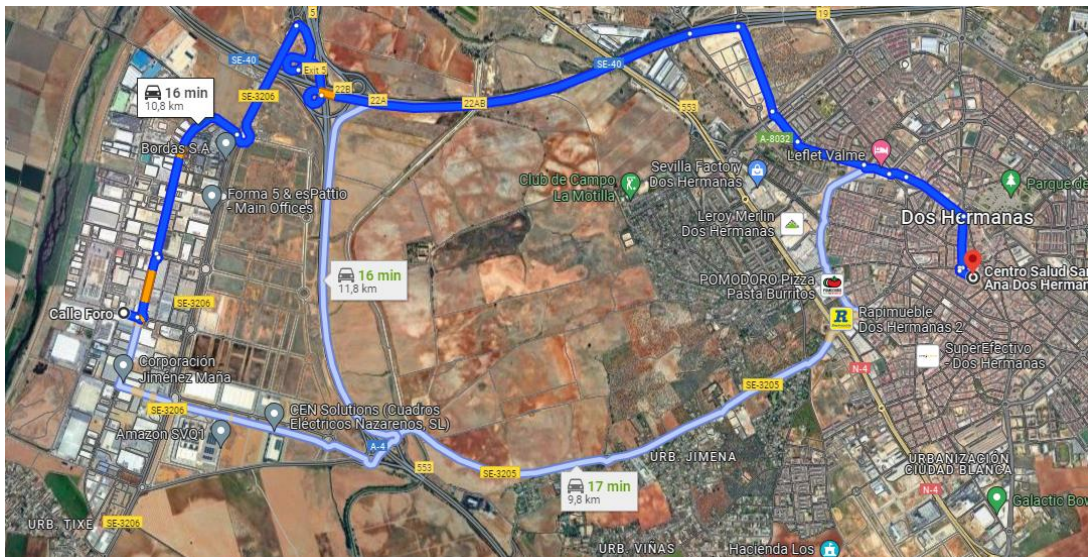 5
19
SE-40
Exit 5
22B
22A
22AB
SE-40
SE-3206
16 min
10,8 km
553
A-8032
Bordas S.A
Leflet Valme
Parque de
Sevilla Factory
Dos Hermanas
Club de Campo
La Motilla
Forma 5 & esPattio
- Main Offices
Leroy Merlin
Dos Hermanas
Dos Hermanas
16 min
11,8 km
POMODORO Pizza
Pasta Burritos
Centro Salud San
Ana Dos Herman
SE-3206
Calle Foro
Rapimueble
Dos Hermanas 2
R
SuperEfectivo
- Dos Hermanas
Corporación
Jiménez Maña
N-4
SE-3205
SE-3206
CEN Solutions (Cuadros
Eléctricos Nazarenos, SL)
Amazon SVQ1
A-4
553
SE-3205
URB. JIMENA
17 min
9,8 km
URBANIZACIÓN
CIUDAD BLANCA
N-4
Galactic Bow
URB. TIXE
SE-3206
URB. VIÑAS
Hacienda Los